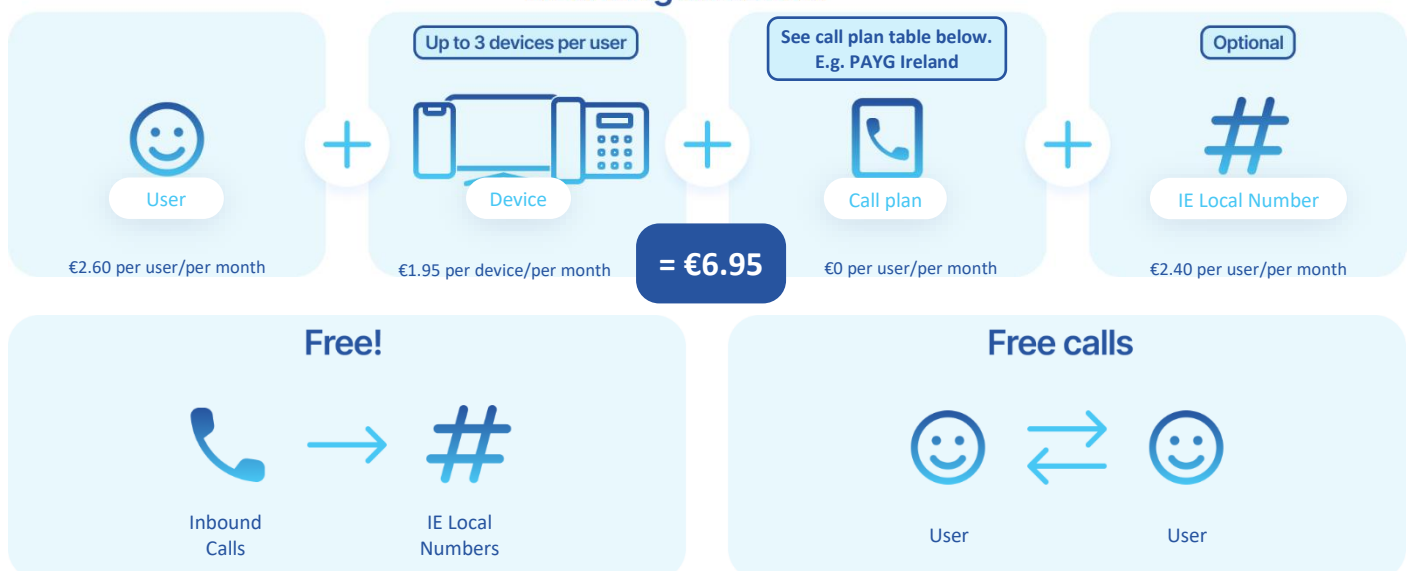 Up to 3 devices per user
See call plan table below.
E.g. PAYG Ireland
Optional
User
Device
Call plan
IE Local Number
€2.60 per user/per month
€1.95 per device/per month
= €6.95
€0 per user/per month
€2.40 per user/per month
Free!
Free calls
Inbound
Calls
IE Local
Numbers
User
User